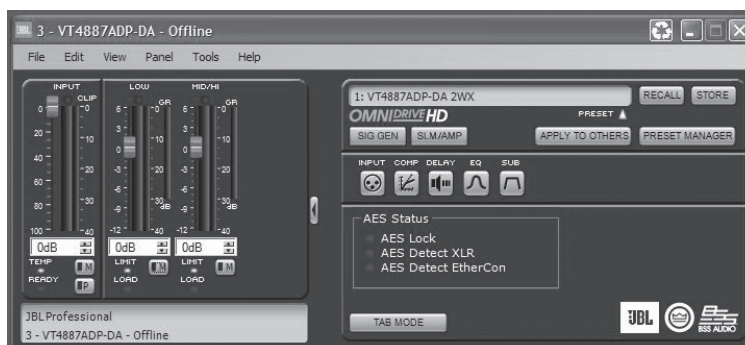 3 - VT4887ADP-DA - Offline
File Edit View Panel Tools Help
INPUT LOW MID/HI
CLIP GR GR
0 -0 6 -0 6 -0
20 -10 3 -10 3 -10
40 0 0
60 -20 -3 -20 -3 -20
-6 -6
80 -30 -9 -30 dB -9 -30 dB
100 -40 -12 -40 -12 -40
0dB 0dB 0dB
TEMP LIMIT LIMIT
M M M
READY LOAD LOAD
P
JBL Professional
3 - VT4887ADP-DA - Offline
1: VT4887ADP-DA 2WX RECALL STORE
OMNIDRIVEHD PRESET
SIG GEN SLM/AMP APPLY TO OTHERS PRESET MANAGER
INPUT COMP DELAY EQ SUB
AES Status
AES Lock
AES Detect XLR
AES Detect EtherCon
TAB MODE
JBL BSS AUDIO